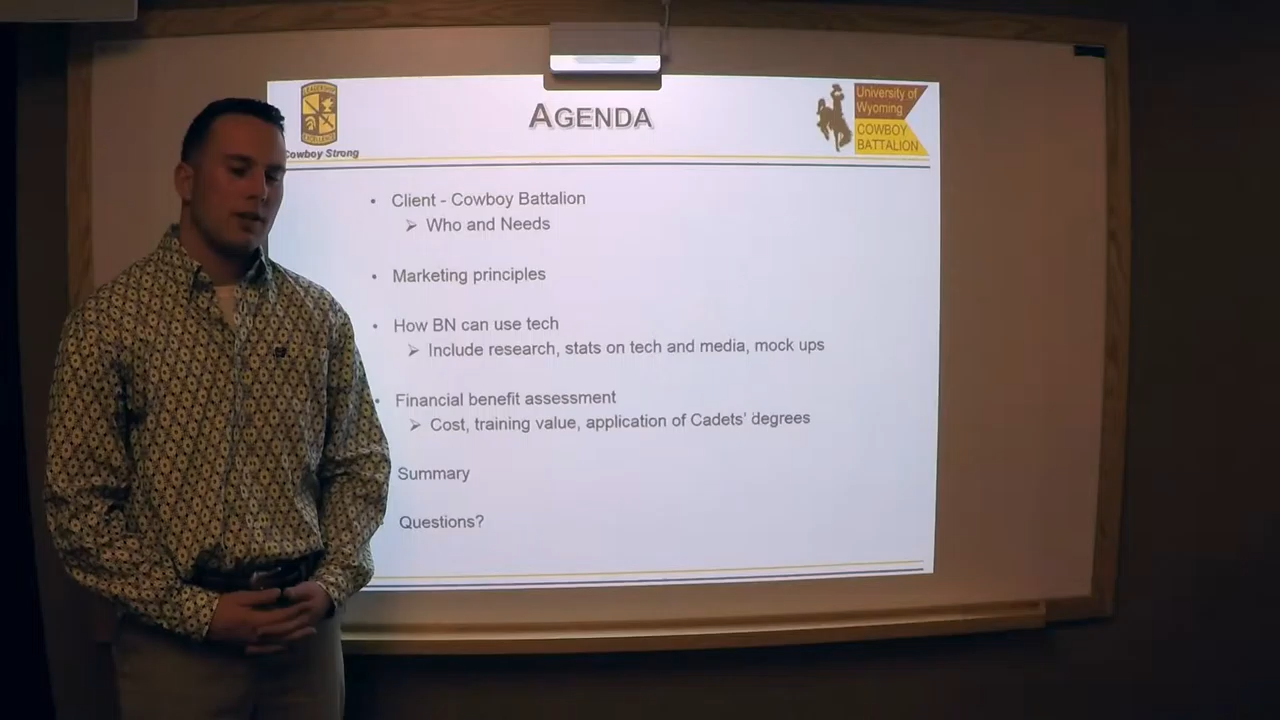 LEADERSHIP
EXCELLENCE
Cowboy Strong
AGENDA
University of
Wyoming
COWBOY
BATTALION
• Client - Cowboy Battalion
➢ Who and Needs
• Marketing principles
• How BN can use tech
➢ Include research, stats on tech and media, mock ups
• Financial benefit assessment
➢ Cost, training value, application of Cadets' degrees
Summary
Questions?